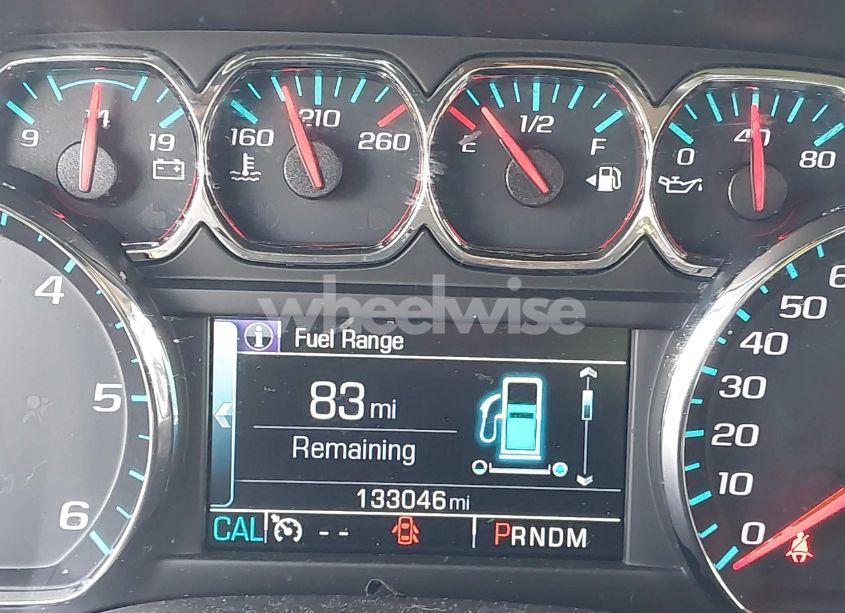 9 14 19
160 210 260
E 1/2 F
0 40 80
4
5
6
wheelwise
i Fuel Range
83 mi
Remaining
133046 mi
CAL -- PRNDM
6
50
40
30
20
10
0